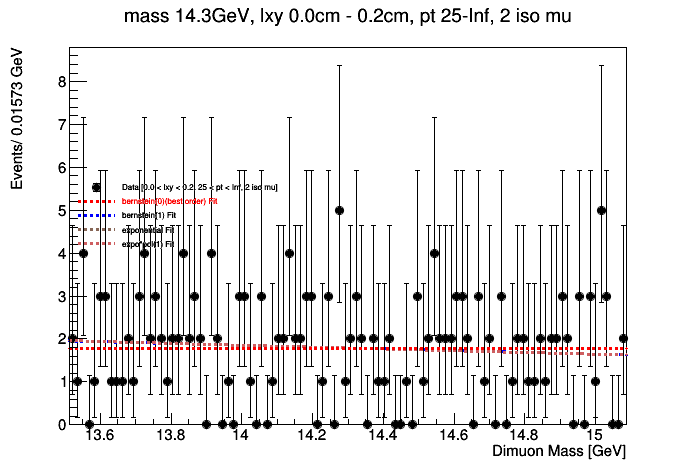 mass 14.3GeV, lxy 0.0cm - 0.2cm, pt 25-Inf, 2 iso mu
Events/ 0.01573 GeV
8
7
6
5
4
3
2
1
0
Data [0.0 < lxy < 0.2, 25 < pt < Inf, 2 iso mu]
bernstein(0)(best order) Fit
bernstein(1) Fit
exponential Fit
13.6 13.8 14 14.2 14.4 14.6 14.8 15
Dimuon Mass [GeV]